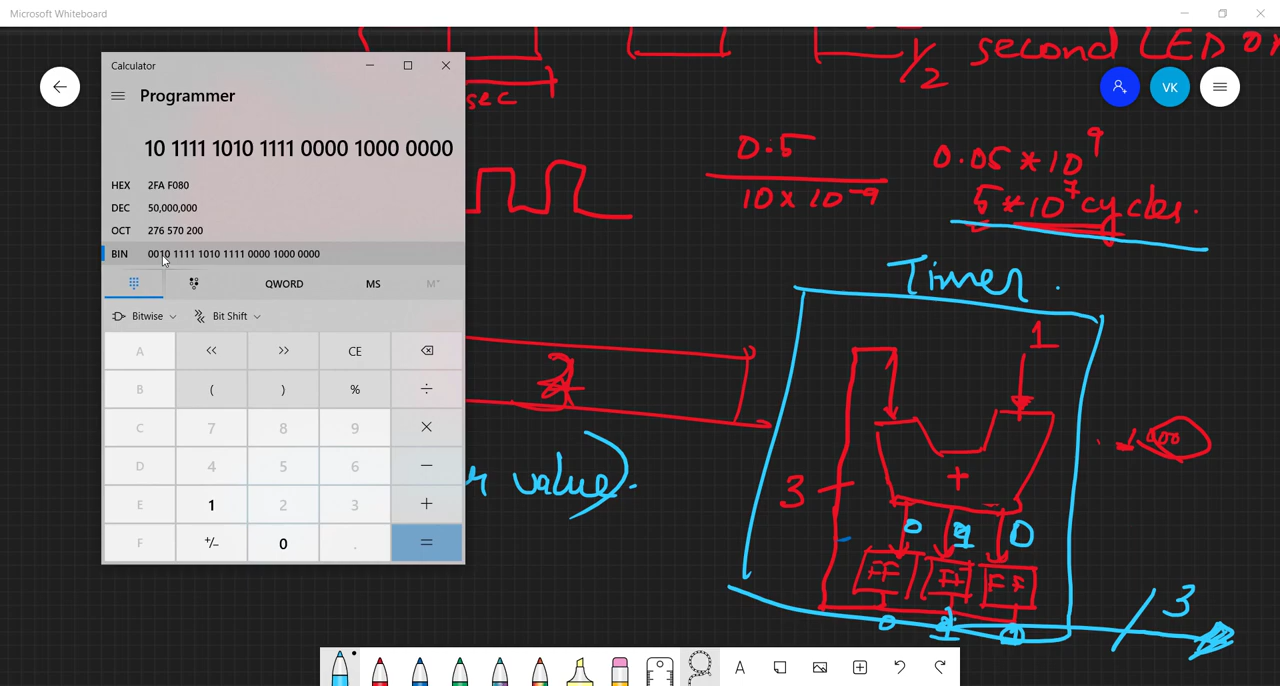 Microsoft Whiteboard
Calculator
Programmer
10 1111 1010 1111 0000 1000 0000
HEX 2FA F080
DEC 50,000,000
OCT 276 570 200
BIN 0010 1111 1010 1111 0000 1000 0000
QWORD MS M˅
Bitwise Bit Shift
A << >> CE
B ( ) % ÷
C 7 8 9 ×
D 4 5 6 −
E 1 2 3 +
F +/− 0 . =
sec
1/2 second LED
VK
0.5
10 x 10⁻⁹
0.05 * 10⁹
5 * 10⁷ cycles.
Timer.
1
2
value).
3
+
0 1 0
FF FF FF
0 1 0
/ 3
A